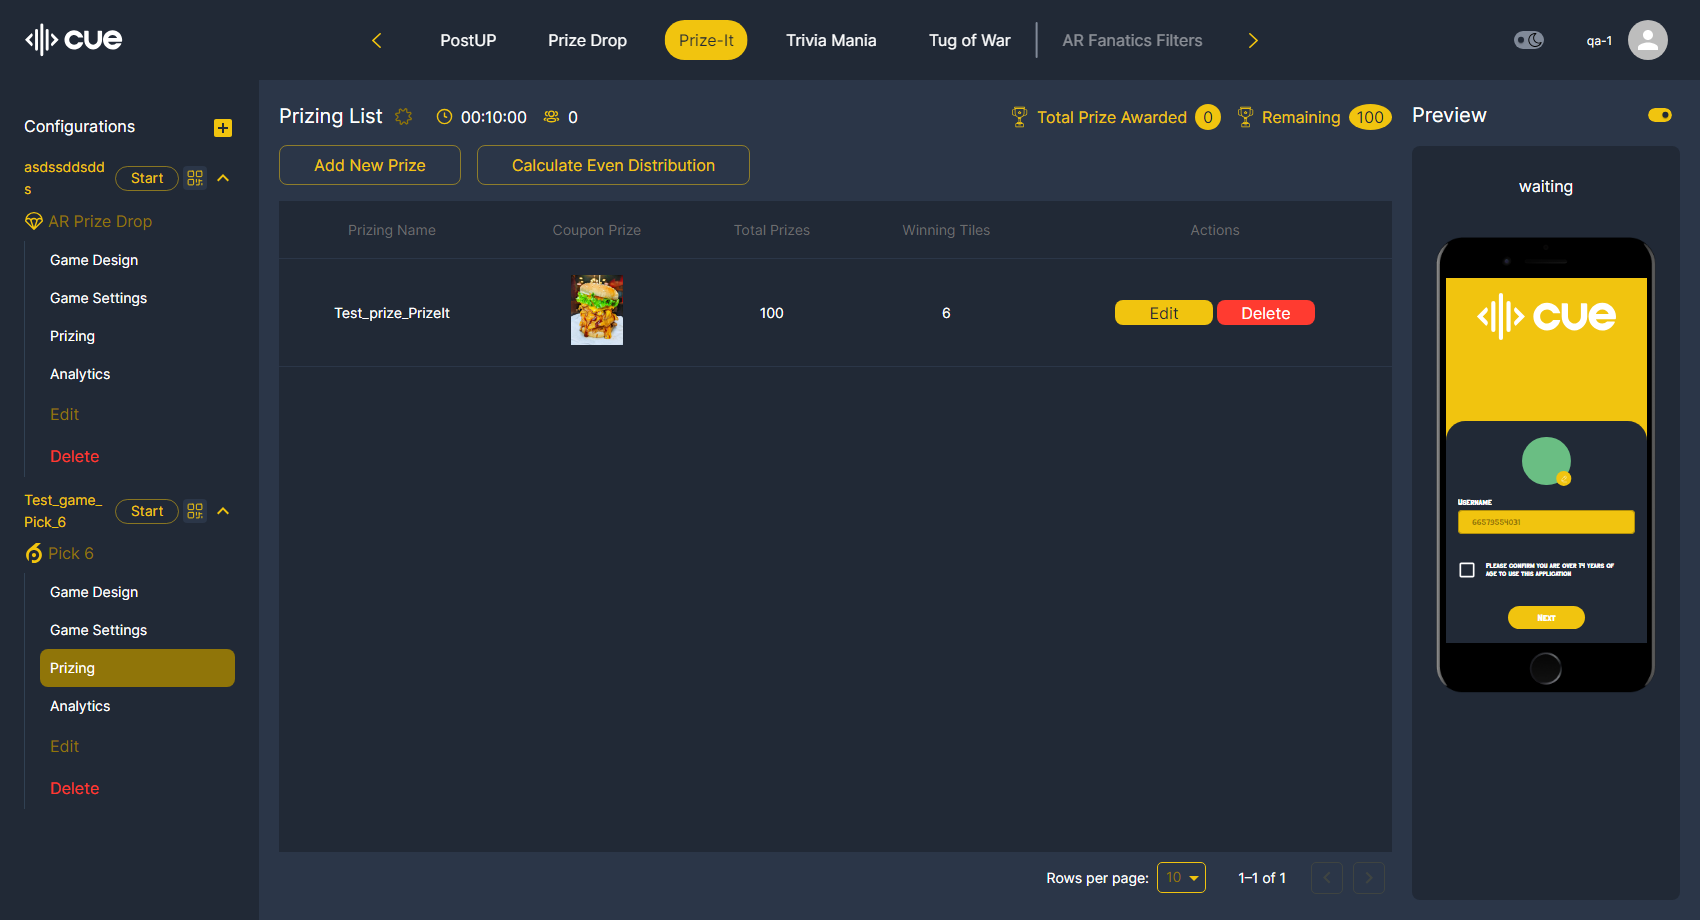 cue
PostUP
Prize Drop
Prize-It
Trivia Mania
Tug of War
AR Fanatics Filters
qa-1
Configurations
asdssddsdd
s
Start
AR Prize Drop
Game Design
Game Settings
Prizing
Analytics
Edit
Delete
Test_game_
Pick_6
Start
Pick 6
Game Design
Game Settings
Prizing
Analytics
Edit
Delete
Prizing List
00:10:00
0
Total Prize Awarded 0
Remaining 100
Add New Prize
Calculate Even Distribution
Prizing Name
Coupon Prize
Total Prizes
Winning Tiles
Actions
Test_prize_PrizeIt
100
6
Edit
Delete
Rows per page:
10
1–1 of 1
Preview
waiting
cue
Username
66573554031
Please confirm you are over 14 years of
age to use this application
Next